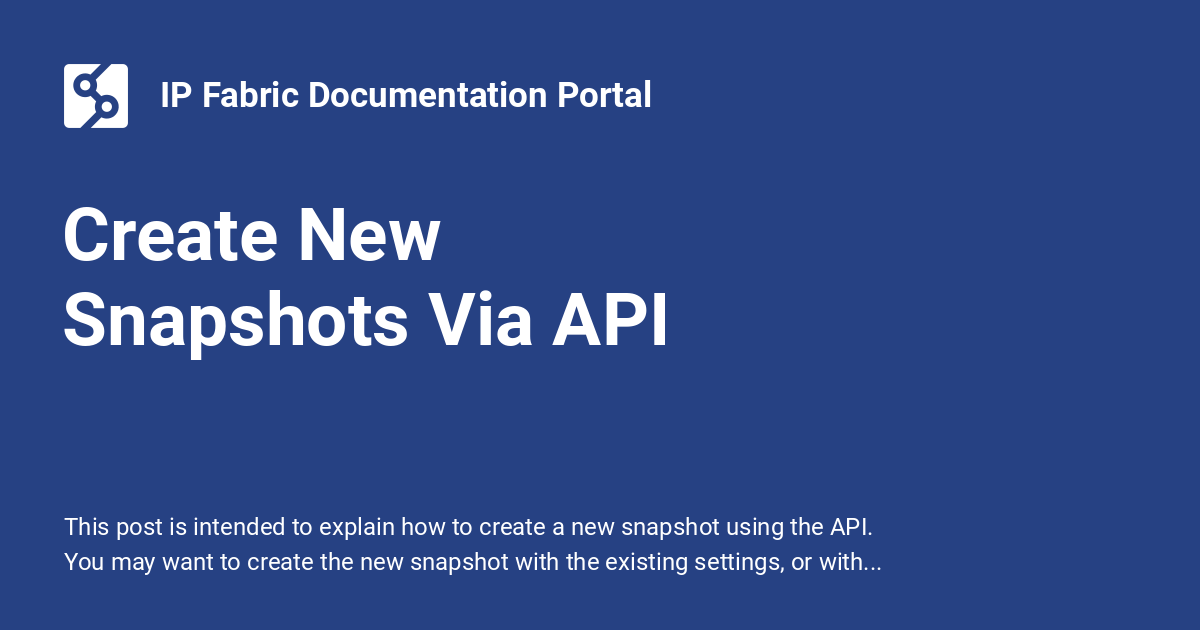 IP Fabric Documentation Portal
Create New
Snapshots Via API
This post is intended to explain how to create a new snapshot using the API.
You may want to create the new snapshot with the existing settings, or with...